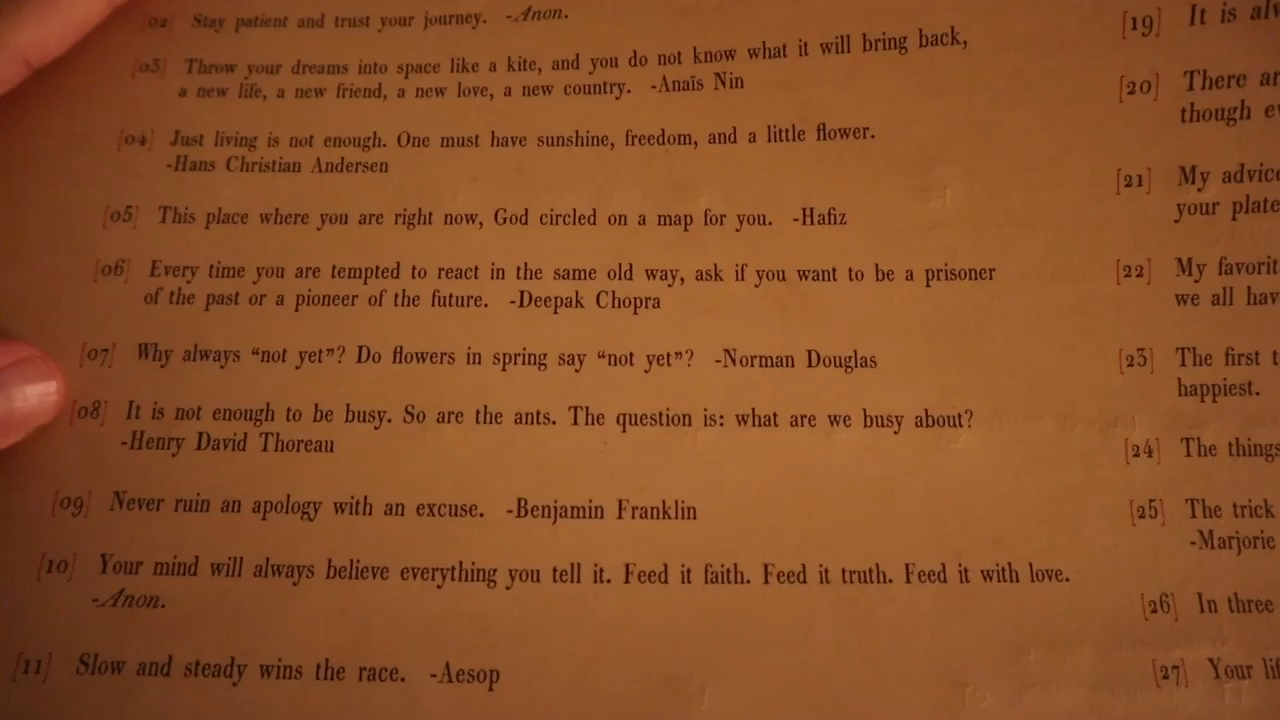 [02] Stay patient and trust your journey. -Anon.
[03] Throw your dreams into space like a kite, and you do not know what it will bring back,
a new life, a new friend, a new love, a new country. -Anaïs Nin
[04] Just living is not enough. One must have sunshine, freedom, and a little flower.
-Hans Christian Andersen
[05] This place where you are right now, God circled on a map for you. -Hafiz
[06] Every time you are tempted to react in the same old way, ask if you want to be a prisoner
of the past or a pioneer of the future. -Deepak Chopra
[07] Why always “not yet”? Do flowers in spring say “not yet”? -Norman Douglas
[08] It is not enough to be busy. So are the ants. The question is: what are we busy about?
-Henry David Thoreau
[09] Never ruin an apology with an excuse. -Benjamin Franklin
[10] Your mind will always believe everything you tell it. Feed it faith. Feed it truth. Feed it with love.
-Anon.
[11] Slow and steady wins the race. -Aesop
[19] It is
[20] There
though
[21] My advice
your plate
[22] My
we all
[23] The first
happiest.
[24] The things
[25] The trick
-Marjorie
[26] In three
[27] Your